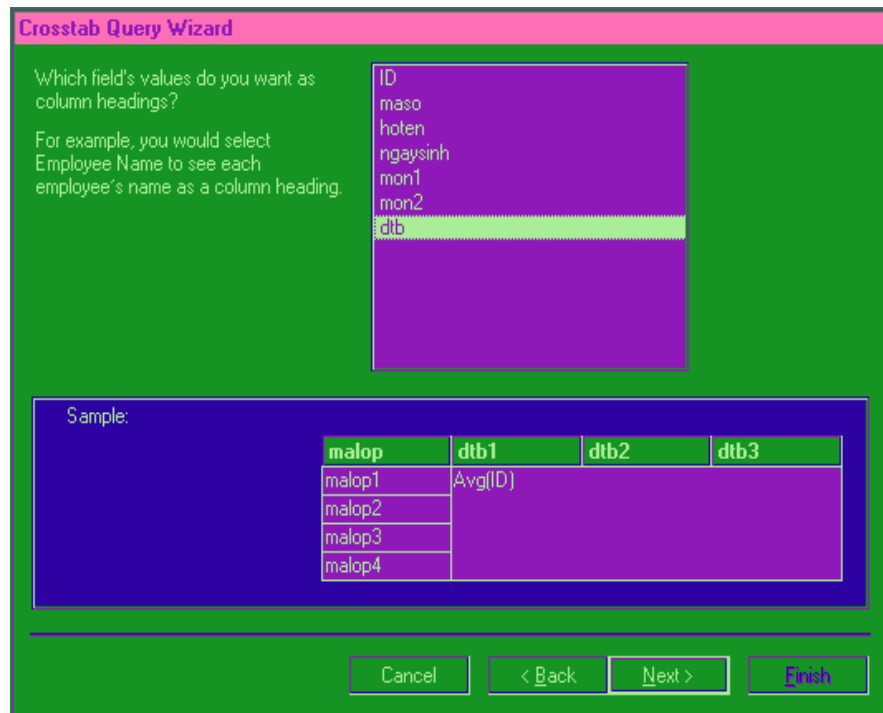 Crosstab Query Wizard
Which field's values do you want as
column headings?
For example, you would select
Employee Name to see each
employee's name as a column heading.
ID
maso
hoten
ngaysinh
mon1
mon2
dtb
Sample:
malop dtb1 dtb2 dtb3
malop1 Avg(ID)
malop2
malop3
malop4
Cancel < Back Next > Finish